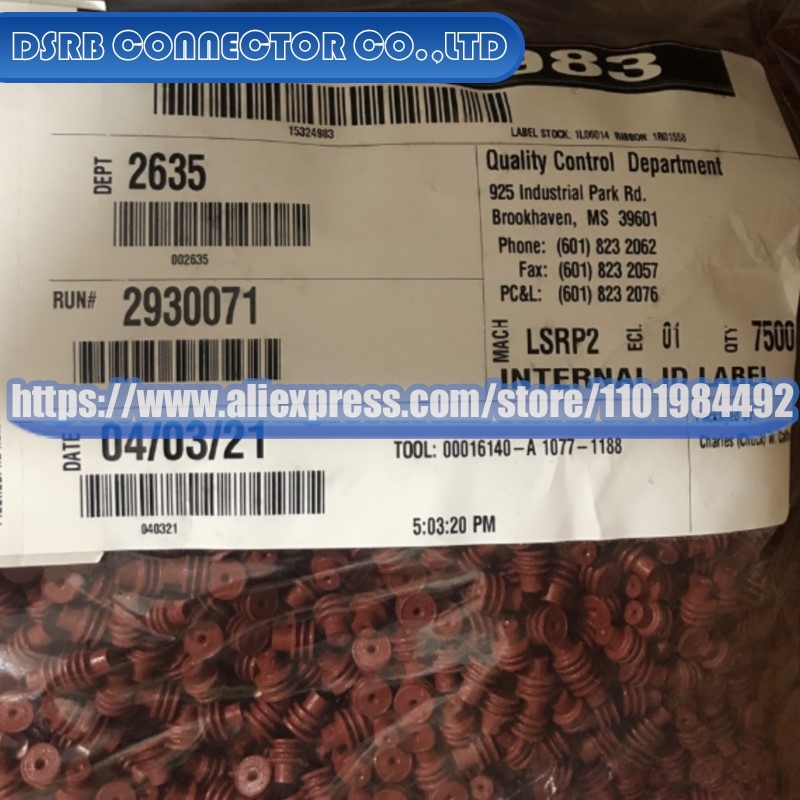 DSRB CONNECTOR CO.,LTD
983
15324983
LABEL STOCK: 1L06014 RIBBON: 1R01558
DEPT 2635
002635
Quality Control Department
925 Industrial Park Rd.
Brookhaven, MS 39601
Phone: (601) 823 2062
Fax: (601) 823 2057
PC&L: (601) 823 2076
RUN# 2930071
MACH LSRP2 ECL 01 QTY 7500
INTERNAL ID LABEL
https://www.aliexpress.com/store/1101984492
DATE 04/03/21
TOOL: 00016140-A 1077-1188
Charles (Chuck) W.
040321
5:03:20 PM